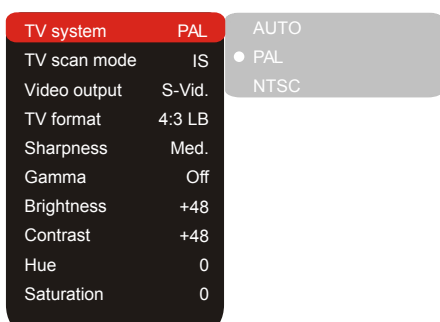 TV system PAL
TV scan mode IS
Video output S-Vid.
TV format 4:3 LB
Sharpness Med.
Gamma Off
Brightness +48
Contrast +48
Hue 0
Saturation 0
AUTO
PAL
NTSC